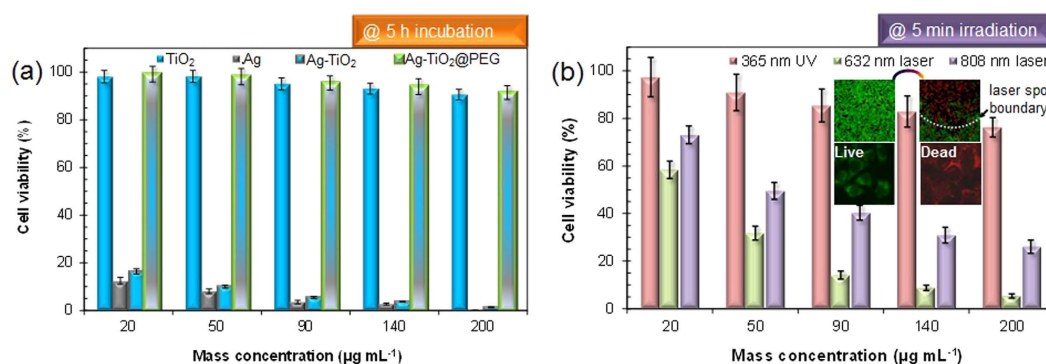 @ 5 h incubation
(a)
TiO₂ Ag Ag-TiO₂ Ag-TiO₂@PEG
Cell viability (%)
100
80
60
40
20
0
20 50 90 140 200
Mass concentration (µg mL⁻¹)
@ 5 min irradiation
(b)
365 nm UV 632 nm laser 808 nm laser
laser spo
boundary
Live
Dead
Cell viability (%)
100
80
60
40
20
0
20 50 90 140 200
Mass concentration (µg mL⁻¹)